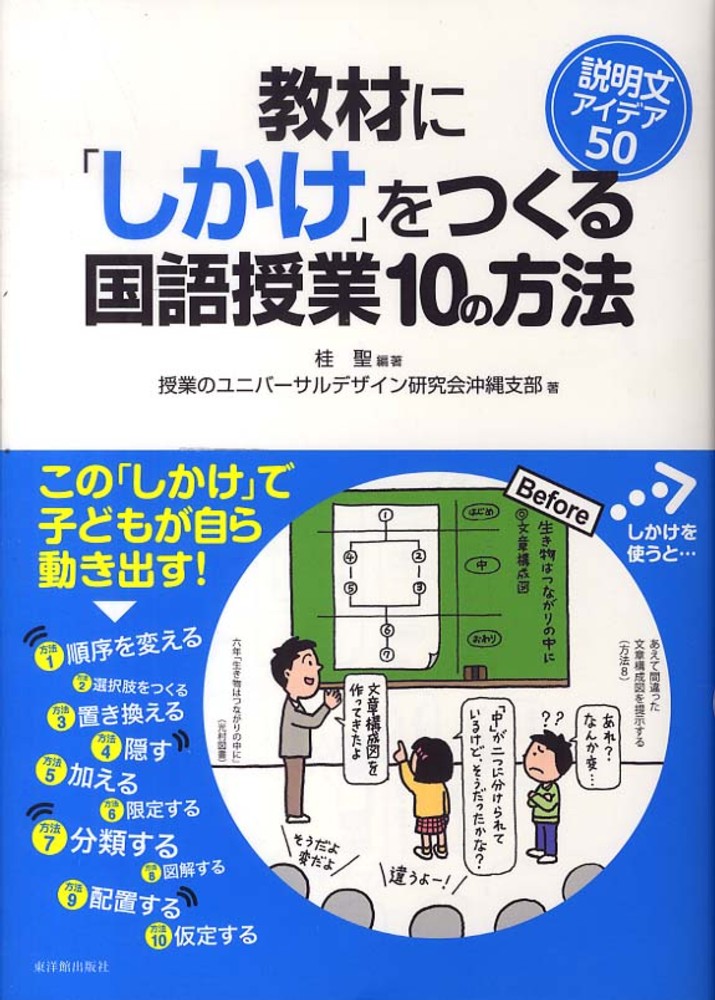 説明文
アイデア
50
教材に
「しかけ」をつくる
国語授業10の方法
桂 聖 編著
授業のユニバーサルデザイン研究会沖縄支部 著
この「しかけ」で
子どもが自ら
動き出す!
方法1 順序を変える
方法2 選択肢をつくる
方法3 置き換える
方法4 隠す
方法5 加える
方法6 限定する
方法7 分類する
方法8 図解する
方法9 配置する
方法10 仮定する
Before
しかけを
使うと…
生き物はつながりの中に
◎文章構成図
はじめ
中
おわり
①
④ ②
⑤ ③
⑥
⑦
あえて間違った
文章構成図を提示する
(方法8)
六年「生き物はつながりの中に」
(光村図書)
文章構成図を
作ってきたよ
「中」が二つに分けられて
いるけど、そうだったかな?
??
あれ?
なんか変…
そうだよ
変だよ
違うよー!
東洋館出版社